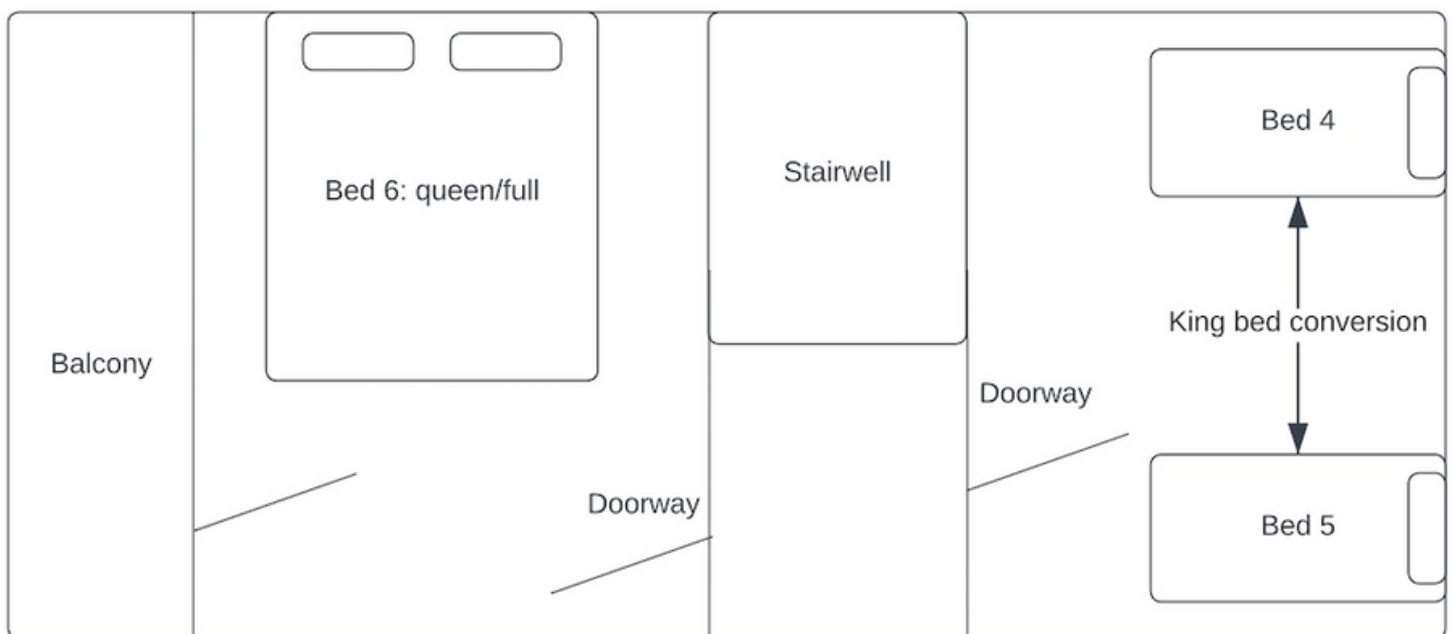 Bed 4
Stairwell
Bed 6: queen/full
King bed conversion
Balcony
Doorway
Doorway
Bed 5